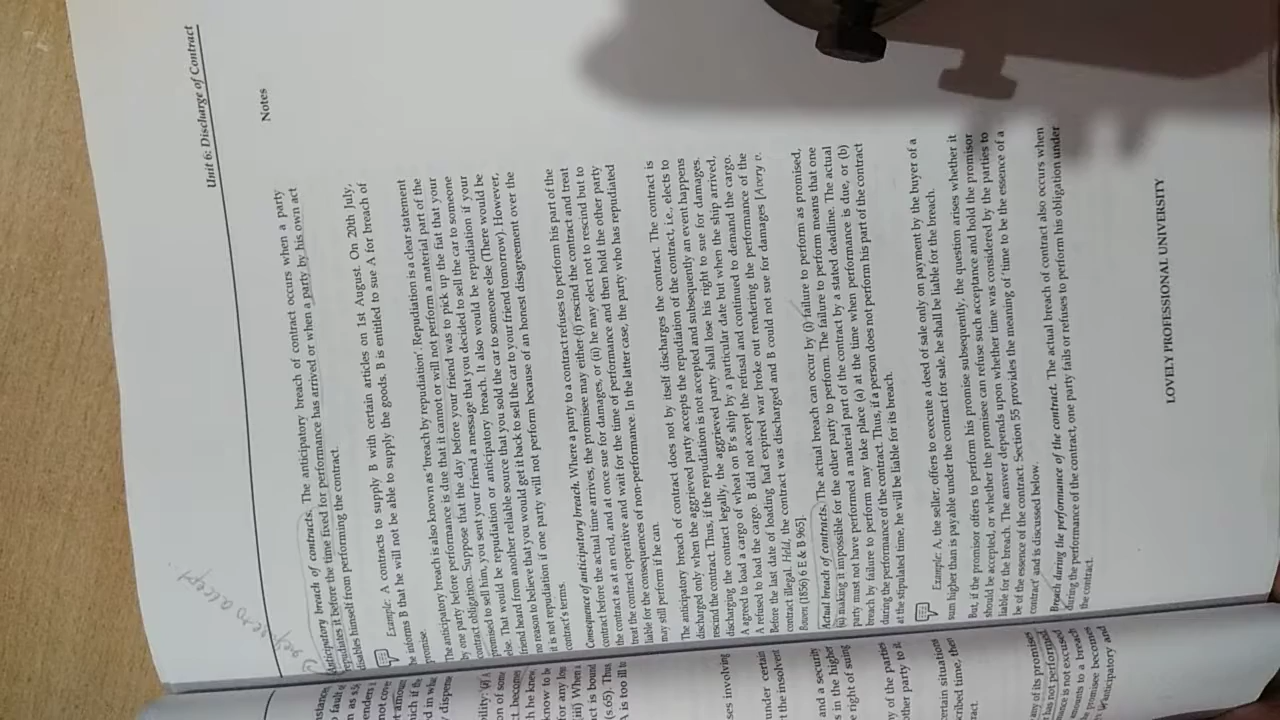 Unit 6: Discharge of Contract
Notes
refuse to accept
Anticipatory breach of contracts. The anticipatory breach of contract occurs when a party
repudiates it before the time fixed for performance has arrived or when a party by his own act
disables himself from performing the contract.
Example: A contracts to supply B with certain articles on 1st August. On 20th July,
he informs B that he will not be able to supply the goods. B is entitled to sue A for breach of
promise.
The anticipatory breach is also known as 'breach by repudiation'. Repudiation is a clear statement
by one party before performance is due that it cannot or will not perform a material part of the
contract obligation. Suppose that the day before your friend was to pick up the fiat that your
promised to sell him, you sent your friend a message that you decided to sell the car to someone
else. That would be repudiation or anticipatory breach. It also would be repudiation if your
friend heard from another reliable source that you sold the car to someone else (There would be
no reason to believe that you would get it back to sell the car to your friend tomorrow). However,
it is not repudiation if one party will not perform because of an honest disagreement over the
contract's terms.
Consequence of anticipatory breach. Where a party to a contract refuses to perform his part of the
contract before the actual time arrives, the promisee may either (i) rescind the contract and treat
the contract as at an end, and at once sue for damages, or (ii) he may elect not to rescind but to
treat the contract operative and wait for the time of performance and then hold the other party
liable for the consequences of non-performance. In the latter case, the party who has repudiated
may still perform if he can.
The anticipatory breach of contract does not by itself discharges the contract. The contract is
discharged only when the aggrieved party accepts the repudiation of the contract, i.e., elects to
rescind the contract. Thus, if the repudiation is not accepted and subsequently an event happens
discharging the contract legally, the aggrieved party shall lose his right to sue for damages.
A agreed to load a cargo of wheat on B's ship by a particular date but when the ship arrived,
A refused to load the cargo. B did not accept the refusal and continued to demand the cargo.
Before the last date of loading had expired war broke out rendering the performance of the
contract illegal. Held, the contract was discharged and B could not sue for damages [Avery v.
Bowen (1856) 6 E & B 965].
Actual breach of contracts. The actual breach can occur by (i) failure to perform as promised,
(ii) making it impossible for the other party to perform. The failure to perform means that one
party must not have performed a material part of the contract by a stated deadline. The actual
breach by failure to perform may take place (a) at the time when performance is due, or (b)
during the performance of the contract. Thus, if a person does not perform his part of the contract
at the stipulated time, he will be liable for its breach.
Example: A, the seller, offers to execute a deed of sale only on payment by the buyer of a
sum higher than is payable under the contract for sale, he shall be liable for the breach.
But, if the promisor offers to perform his promise subsequently, the question arises whether it
should be accepted, or whether the promisee can refuse such acceptance and hold the promisor
liable for the breach. The answer depends upon whether time was considered by the parties to
be of the essence of the contract. Section 55 provides the meaning of 'time to be the essence of a
contract' and is discussed below.
Breach during performance of the contract. The actual breach of contract also occurs when
during the performance of the contract, one party fails or refuses to perform his obligation under
the contract.
LOVELY PROFESSIONAL UNIVERSITY